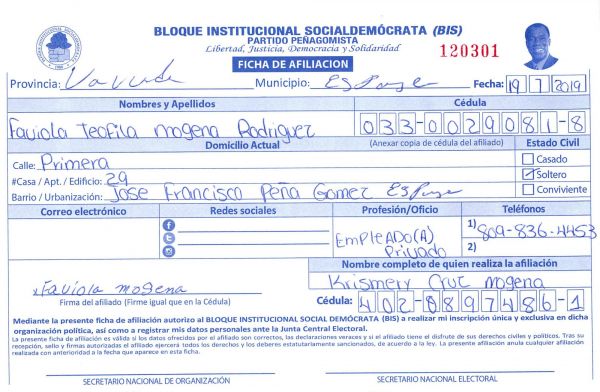 BLOQUE INSTITUCIONAL SOCIALDEMÓCRATA (BIS)
PARTIDO PEÑAGOMISTA
Libertad, Justicia, Democracia y Solidaridad
120301
FICHA DE AFILIACION
Provincia: Valverde Municipio: Esperanza Fecha: 19 7 2019
Nombres y Apellidos Cédula
Faviola Teofila mogena Rodriguez 033-0029081-8
Domicilio Actual (Anexar copia de cédula del afiliado) Estado Civil
Calle: Primera Casado
#Casa / Apt. / Edificio: 29 Soltero
Barrio / Urbanización: Jose Francisco Peña Gomez Esperanza Conviviente
Correo electrónico Redes sociales Profesión/Oficio Teléfonos
EmPleADo(A) 1) 809-836-4453
Privado 2)
Nombre completo de quien realiza la afiliación
Krismery Cruz mogena
x Faviola mogena
Firma del afiliado (Firme igual que en la Cédula) Cédula: 402-0897486-1
Mediante la presente ficha de afiliación autorizo al BLOQUE INSTITUCIONAL SOCIAL DEMÓCRATA (BIS) a realizar mi inscripción única y exclusiva en dicha
organización política, así como a registrar mis datos personales ante la Junta Central Electoral.
La presente ficha de afiliación es válida si los datos ofrecidos por el afiliado son correctos, las declaraciones veraces y si el afiliado tiene el disfrute de sus derechos civiles y políticos. Tras su
recepción, sello y firmas autorizadas el afiliado ejercerá todos los derechos y los deberes estatutariamente sancionados, de acuerdo a la ley. La presente afiliación anula cualquier afiliación
realizada con anterioridad a la fecha que aparece en esta ficha.
SECRETARIO NACIONAL DE ORGANIZACIÓN SECRETARIO NACIONAL ELECTORAL